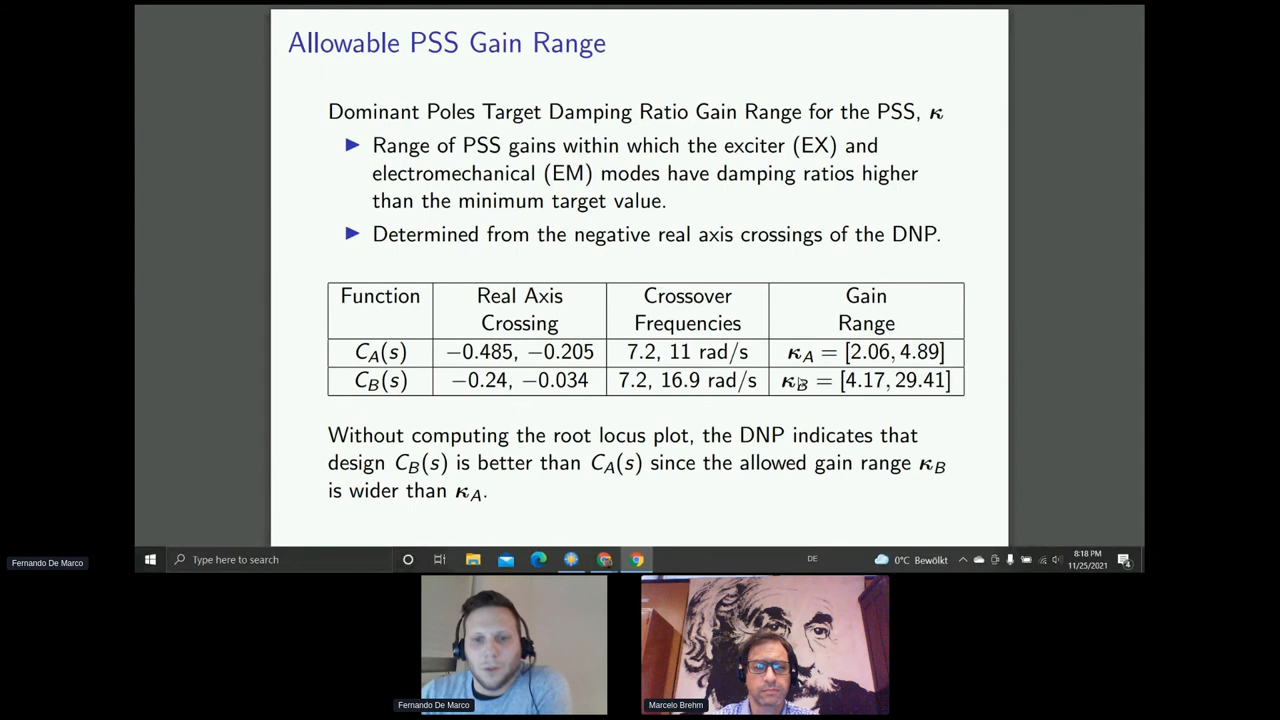 Allowable PSS Gain Range
Dominant Poles Target Damping Ratio Gain Range for the PSS, κ
▶ Range of PSS gains within which the exciter (EX) and
electromechanical (EM) modes have damping ratios higher
than the minimum target value.
▶ Determined from the negative real axis crossings of the DNP.
Function Real Axis Crossing Crossover Frequencies Gain Range
C_A(s) −0.485, −0.205 7.2, 11 rad/s κ_A = [2.06, 4.89]
C_B(s) −0.24, −0.034 7.2, 16.9 rad/s κ_B = [4.17, 29.41]
Without computing the root locus plot, the DNP indicates that
design C_B(s) is better than C_A(s) since the allowed gain range κ_B
is wider than κ_A.
Type here to search
DE
0°C Bewölkt
8:18 PM
11/25/2021
4
Fernando De Marco
Fernando De Marco
Marcelo Brehm